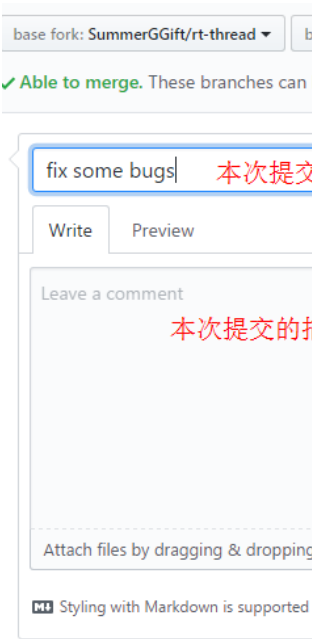 base fork: SummerGGift/rt-thread
Able to merge. These branches can
fix some bugs 本次提交
Write Preview
Leave a comment
本次提交的
Attach files by dragging & dropping
Styling with Markdown is supported